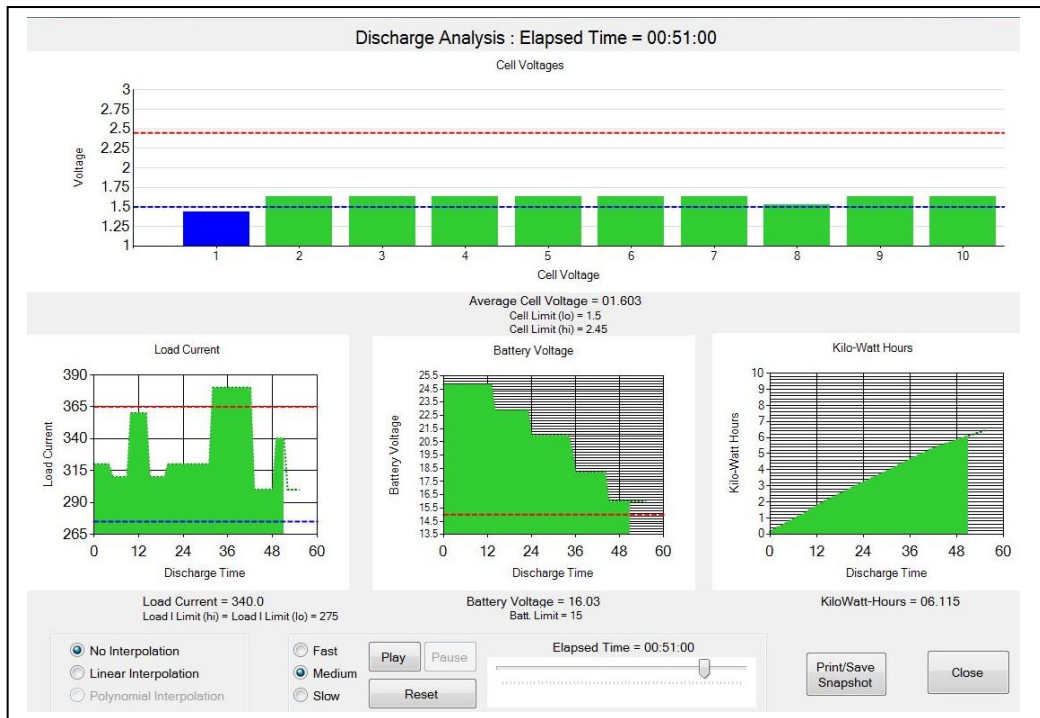 Discharge Analysis : Elapsed Time = 00:51:00
Cell Voltages
3
2.75
2.5
2.25
2
1.75
1.5
1.25
1
Voltage
1 2 3 4 5 6 7 8 9 10
Cell Voltage
Average Cell Voltage = 01.603
Cell Limit (lo) = 1.5
Cell Limit (hi) = 2.45
Load Current
390
365
340
315
290
265
Load Current
0 12 24 36 48 60
Discharge Time
Load Current = 340.0
Load I Limit (hi) = Load I Limit (lo) = 275
Battery Voltage
25.5
24.5
23.5
22.5
21.5
20.5
19.5
18.5
17.5
16.5
15.5
14.5
13.5
Battery Voltage
0 12 24 36 48 60
Discharge Time
Battery Voltage = 16.03
Batt. Limit = 15
Kilo-Watt Hours
10
9
8
7
6
5
4
3
2
1
0
Kilo-Watt Hours
0 12 24 36 48 60
Discharge Time
KiloWatt-Hours = 06.115
No Interpolation
Linear Interpolation
Polynomial Interpolation
Fast
Medium
Slow
Play Pause
Reset
Elapsed Time = 00:51:00
Print/Save
Snapshot
Close